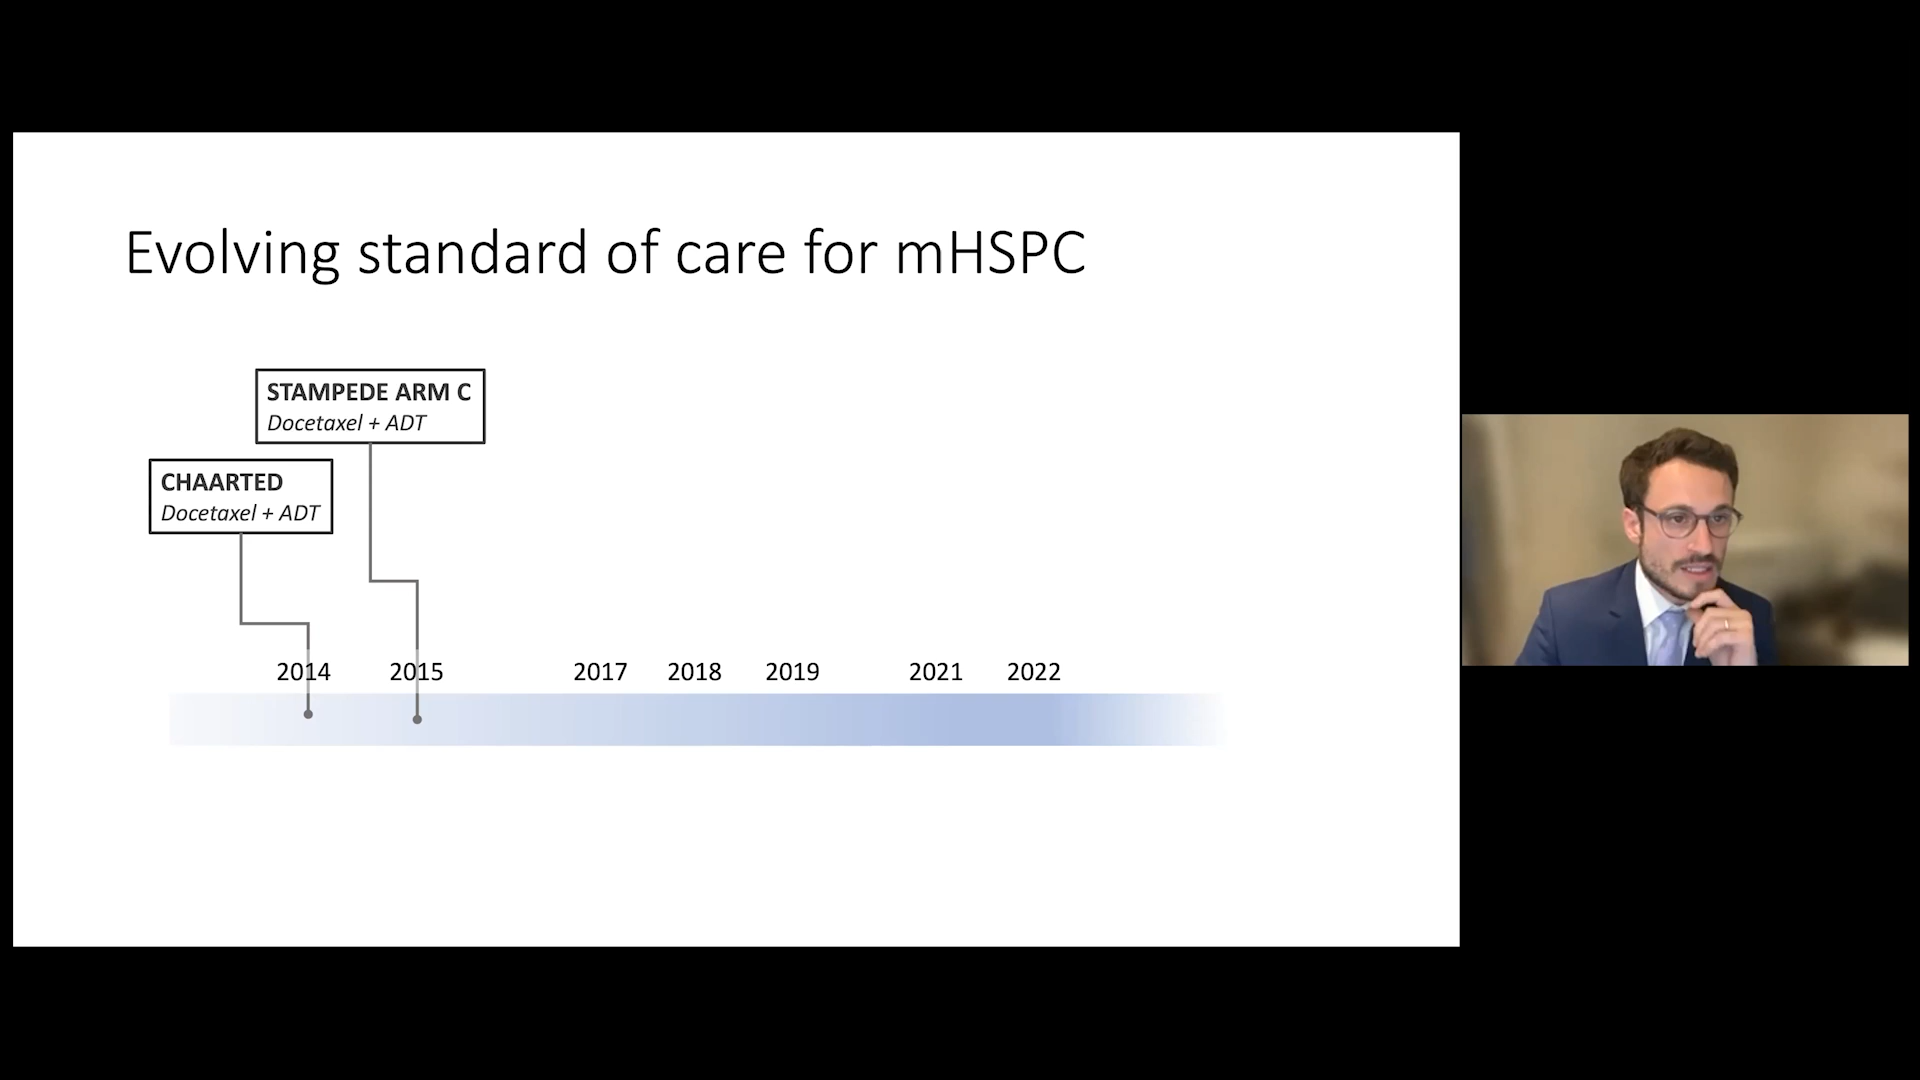 Evolving standard of care for mHSPC
STAMPEDE ARM C
Docetaxel + ADT
CHAARTED
Docetaxel + ADT
2014 2015 2017 2018 2019 2021 2022